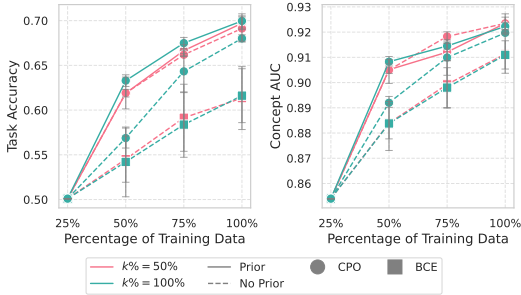 0.70
0.65
0.60
0.55
0.50
Task Accuracy
25% 50% 75% 100%
Percentage of Training Data
0.93
0.92
0.91
0.90
0.89
0.88
0.87
0.86
Concept AUC
25% 50% 75% 100%
Percentage of Training Data
k% = 50% Prior CPO BCE
k% = 100% No Prior